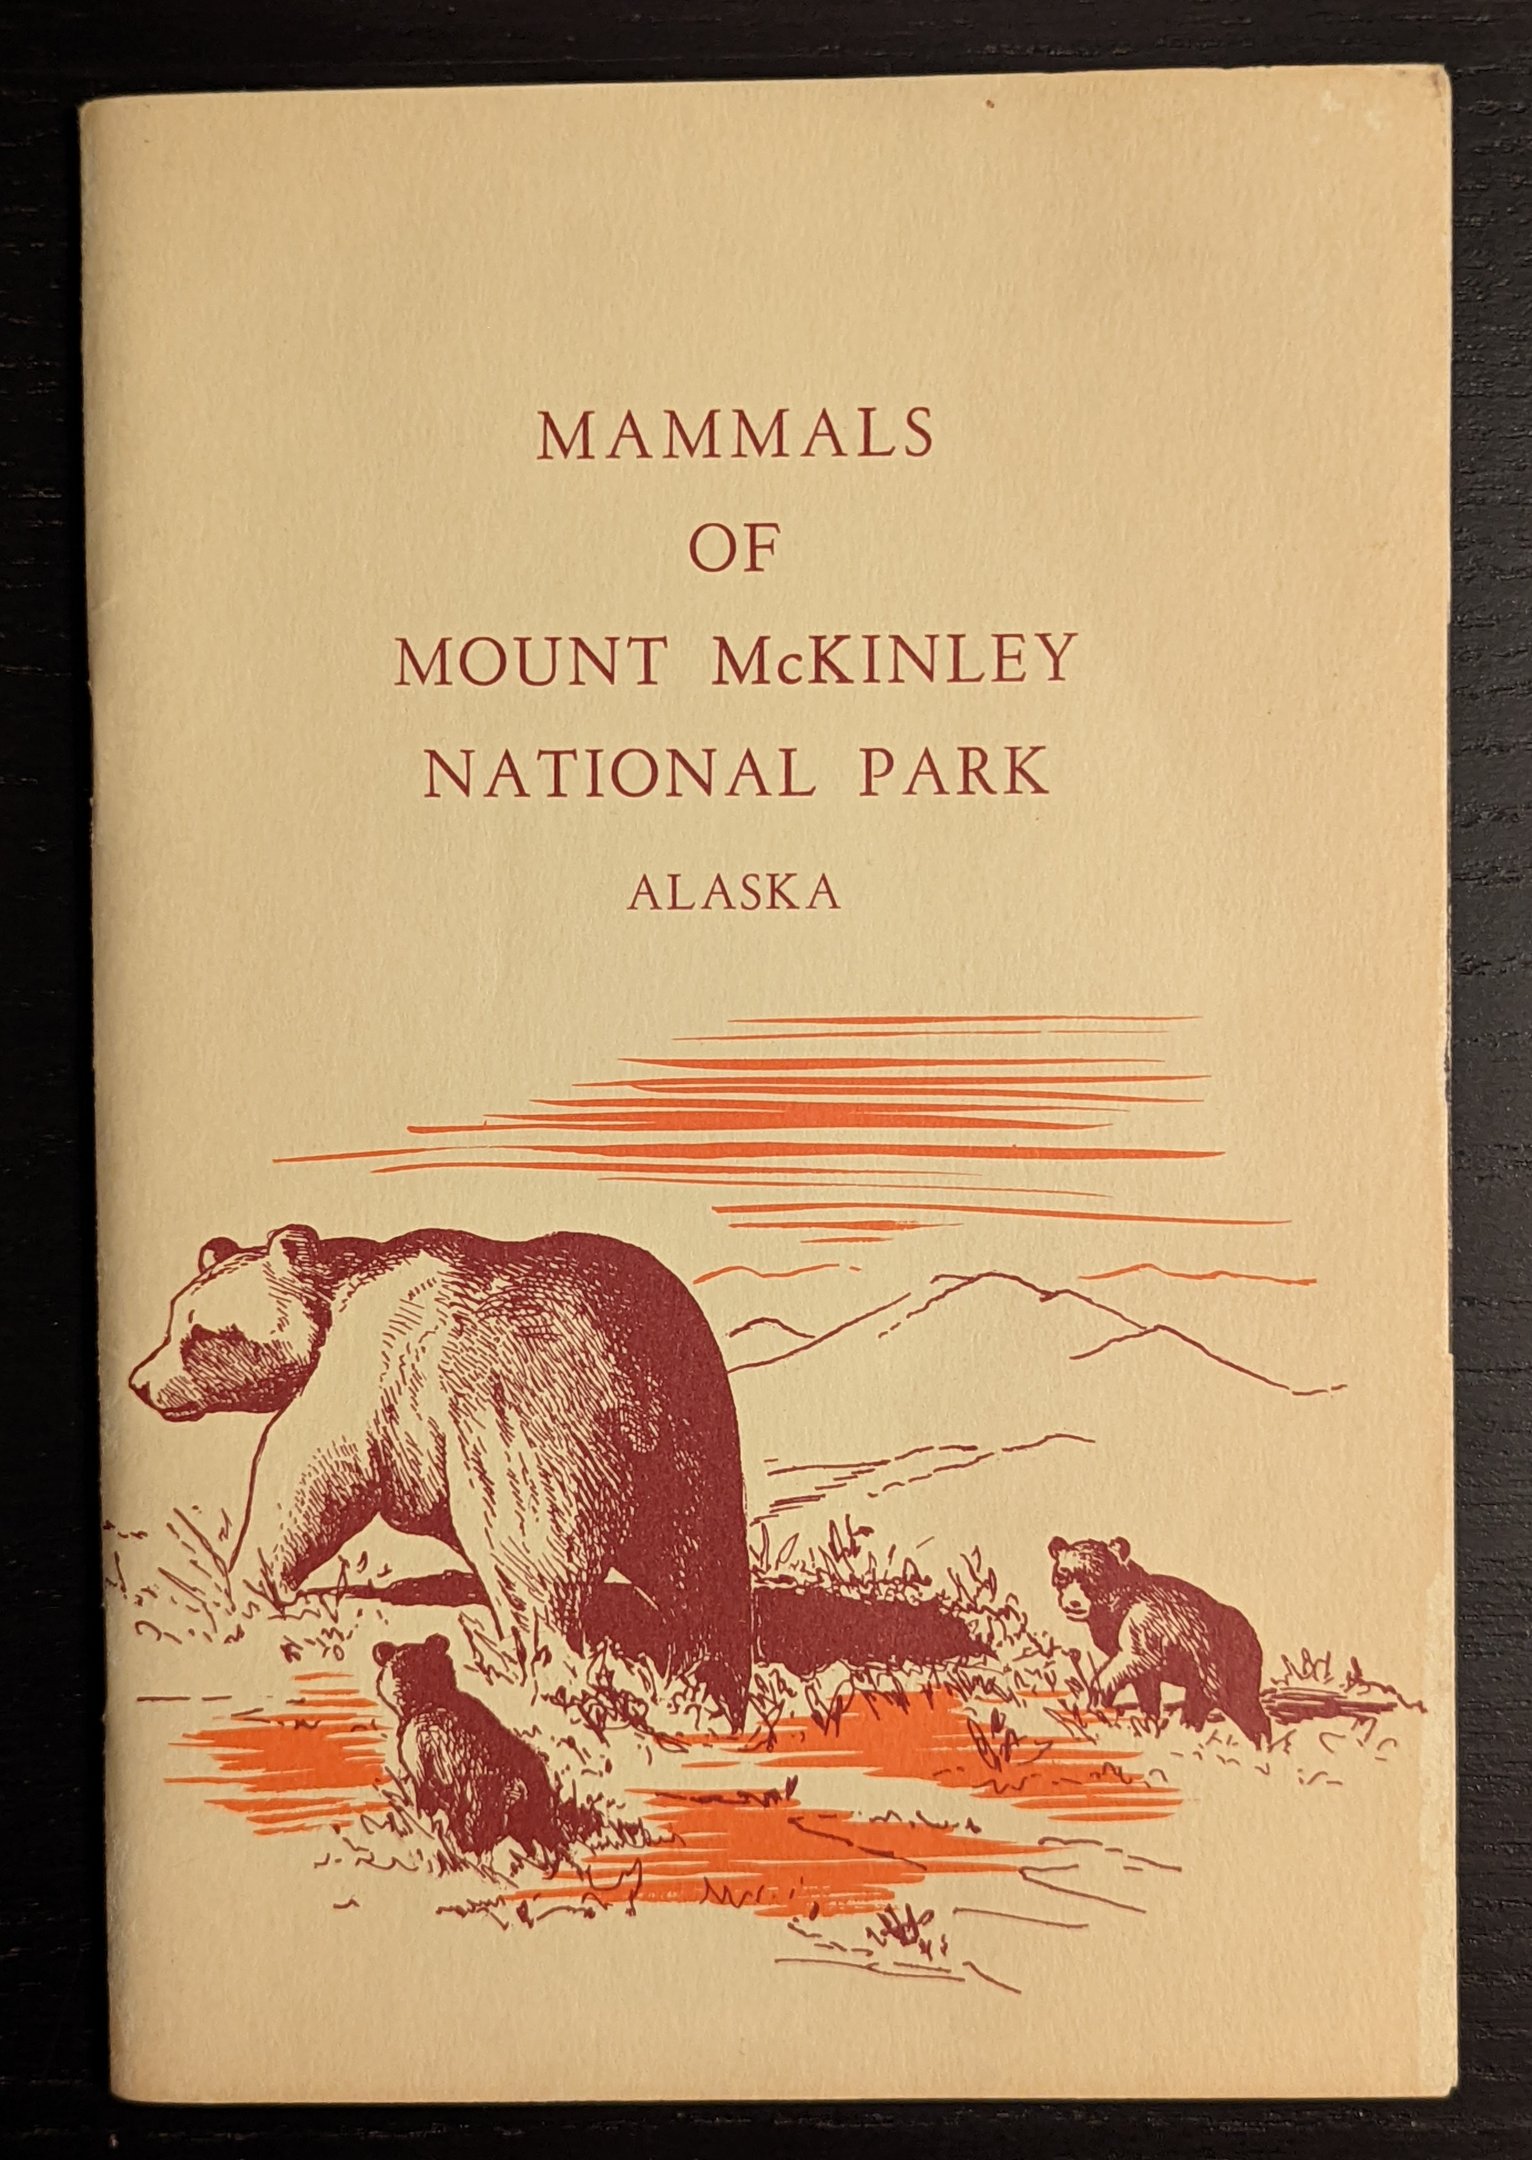 MAMMALS
OF
MOUNT McKINLEY
NATIONAL PARK
ALASKA